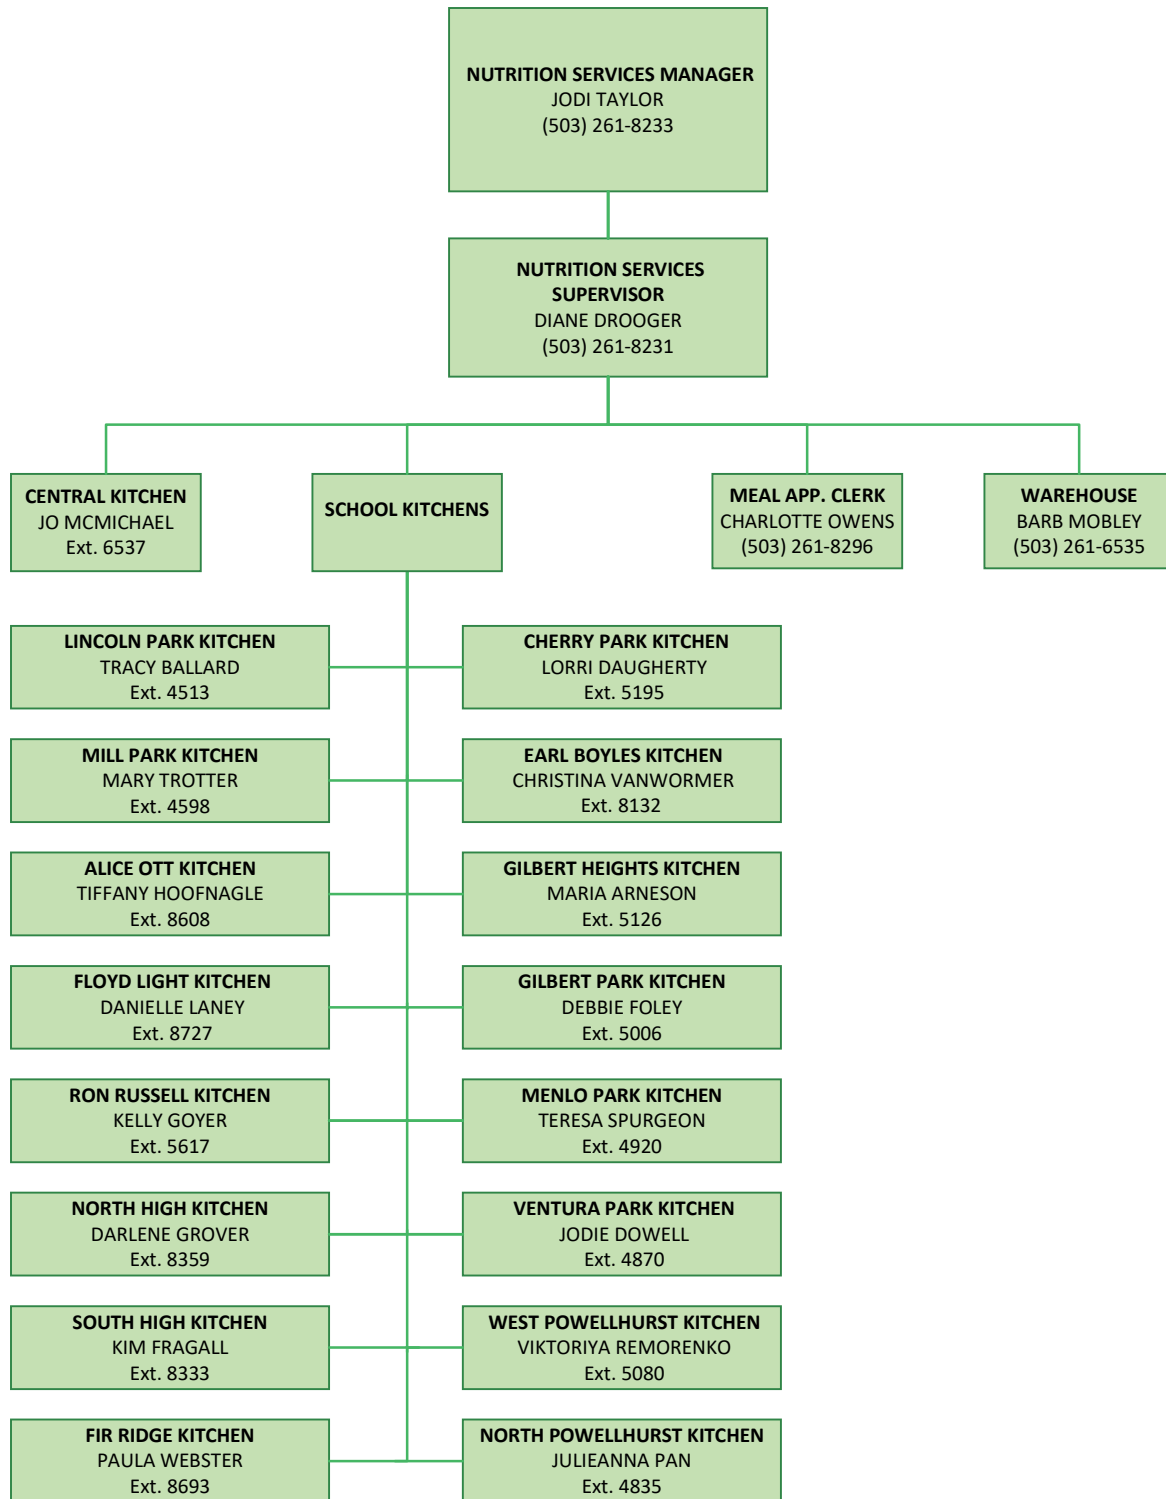 NUTRITION SERVICES MANAGER
JODI TAYLOR
(503) 261-8233
NUTRITION SERVICES
SUPERVISOR
DIANE DROOGER
(503) 261-8231
CENTRAL KITCHEN
JO MCMICHAEL
Ext. 6537
SCHOOL KITCHENS
MEAL APP. CLERK
CHARLOTTE OWENS
(503) 261-8296
WAREHOUSE
BARB MOBLEY
(503) 261-6535
LINCOLN PARK KITCHEN
TRACY BALLARD
Ext. 4513
CHERRY PARK KITCHEN
LORRI DAUGHERTY
Ext. 5195
MILL PARK KITCHEN
MARY TROTTER
Ext. 4598
EARL BOYLES KITCHEN
CHRISTINA VANWORMER
Ext. 8132
ALICE OTT KITCHEN
TIFFANY HOOFNAGLE
Ext. 8608
GILBERT HEIGHTS KITCHEN
MARIA ARNESON
Ext. 5126
FLOYD LIGHT KITCHEN
DANIELLE LANEY
Ext. 8727
GILBERT PARK KITCHEN
DEBBIE FOLEY
Ext. 5006
RON RUSSELL KITCHEN
KELLY GOYER
Ext. 5617
MENLO PARK KITCHEN
TERESA SPURGEON
Ext. 4920
NORTH HIGH KITCHEN
DARLENE GROVER
Ext. 8359
VENTURA PARK KITCHEN
JODIE DOWELL
Ext. 4870
SOUTH HIGH KITCHEN
KIM FRAGALL
Ext. 8333
WEST POWELLHURST KITCHEN
VIKTORIYA REMORENKO
Ext. 5080
FIR RIDGE KITCHEN
PAULA WEBSTER
Ext. 8693
NORTH POWELLHURST KITCHEN
JULIEANNA PAN
Ext. 4835